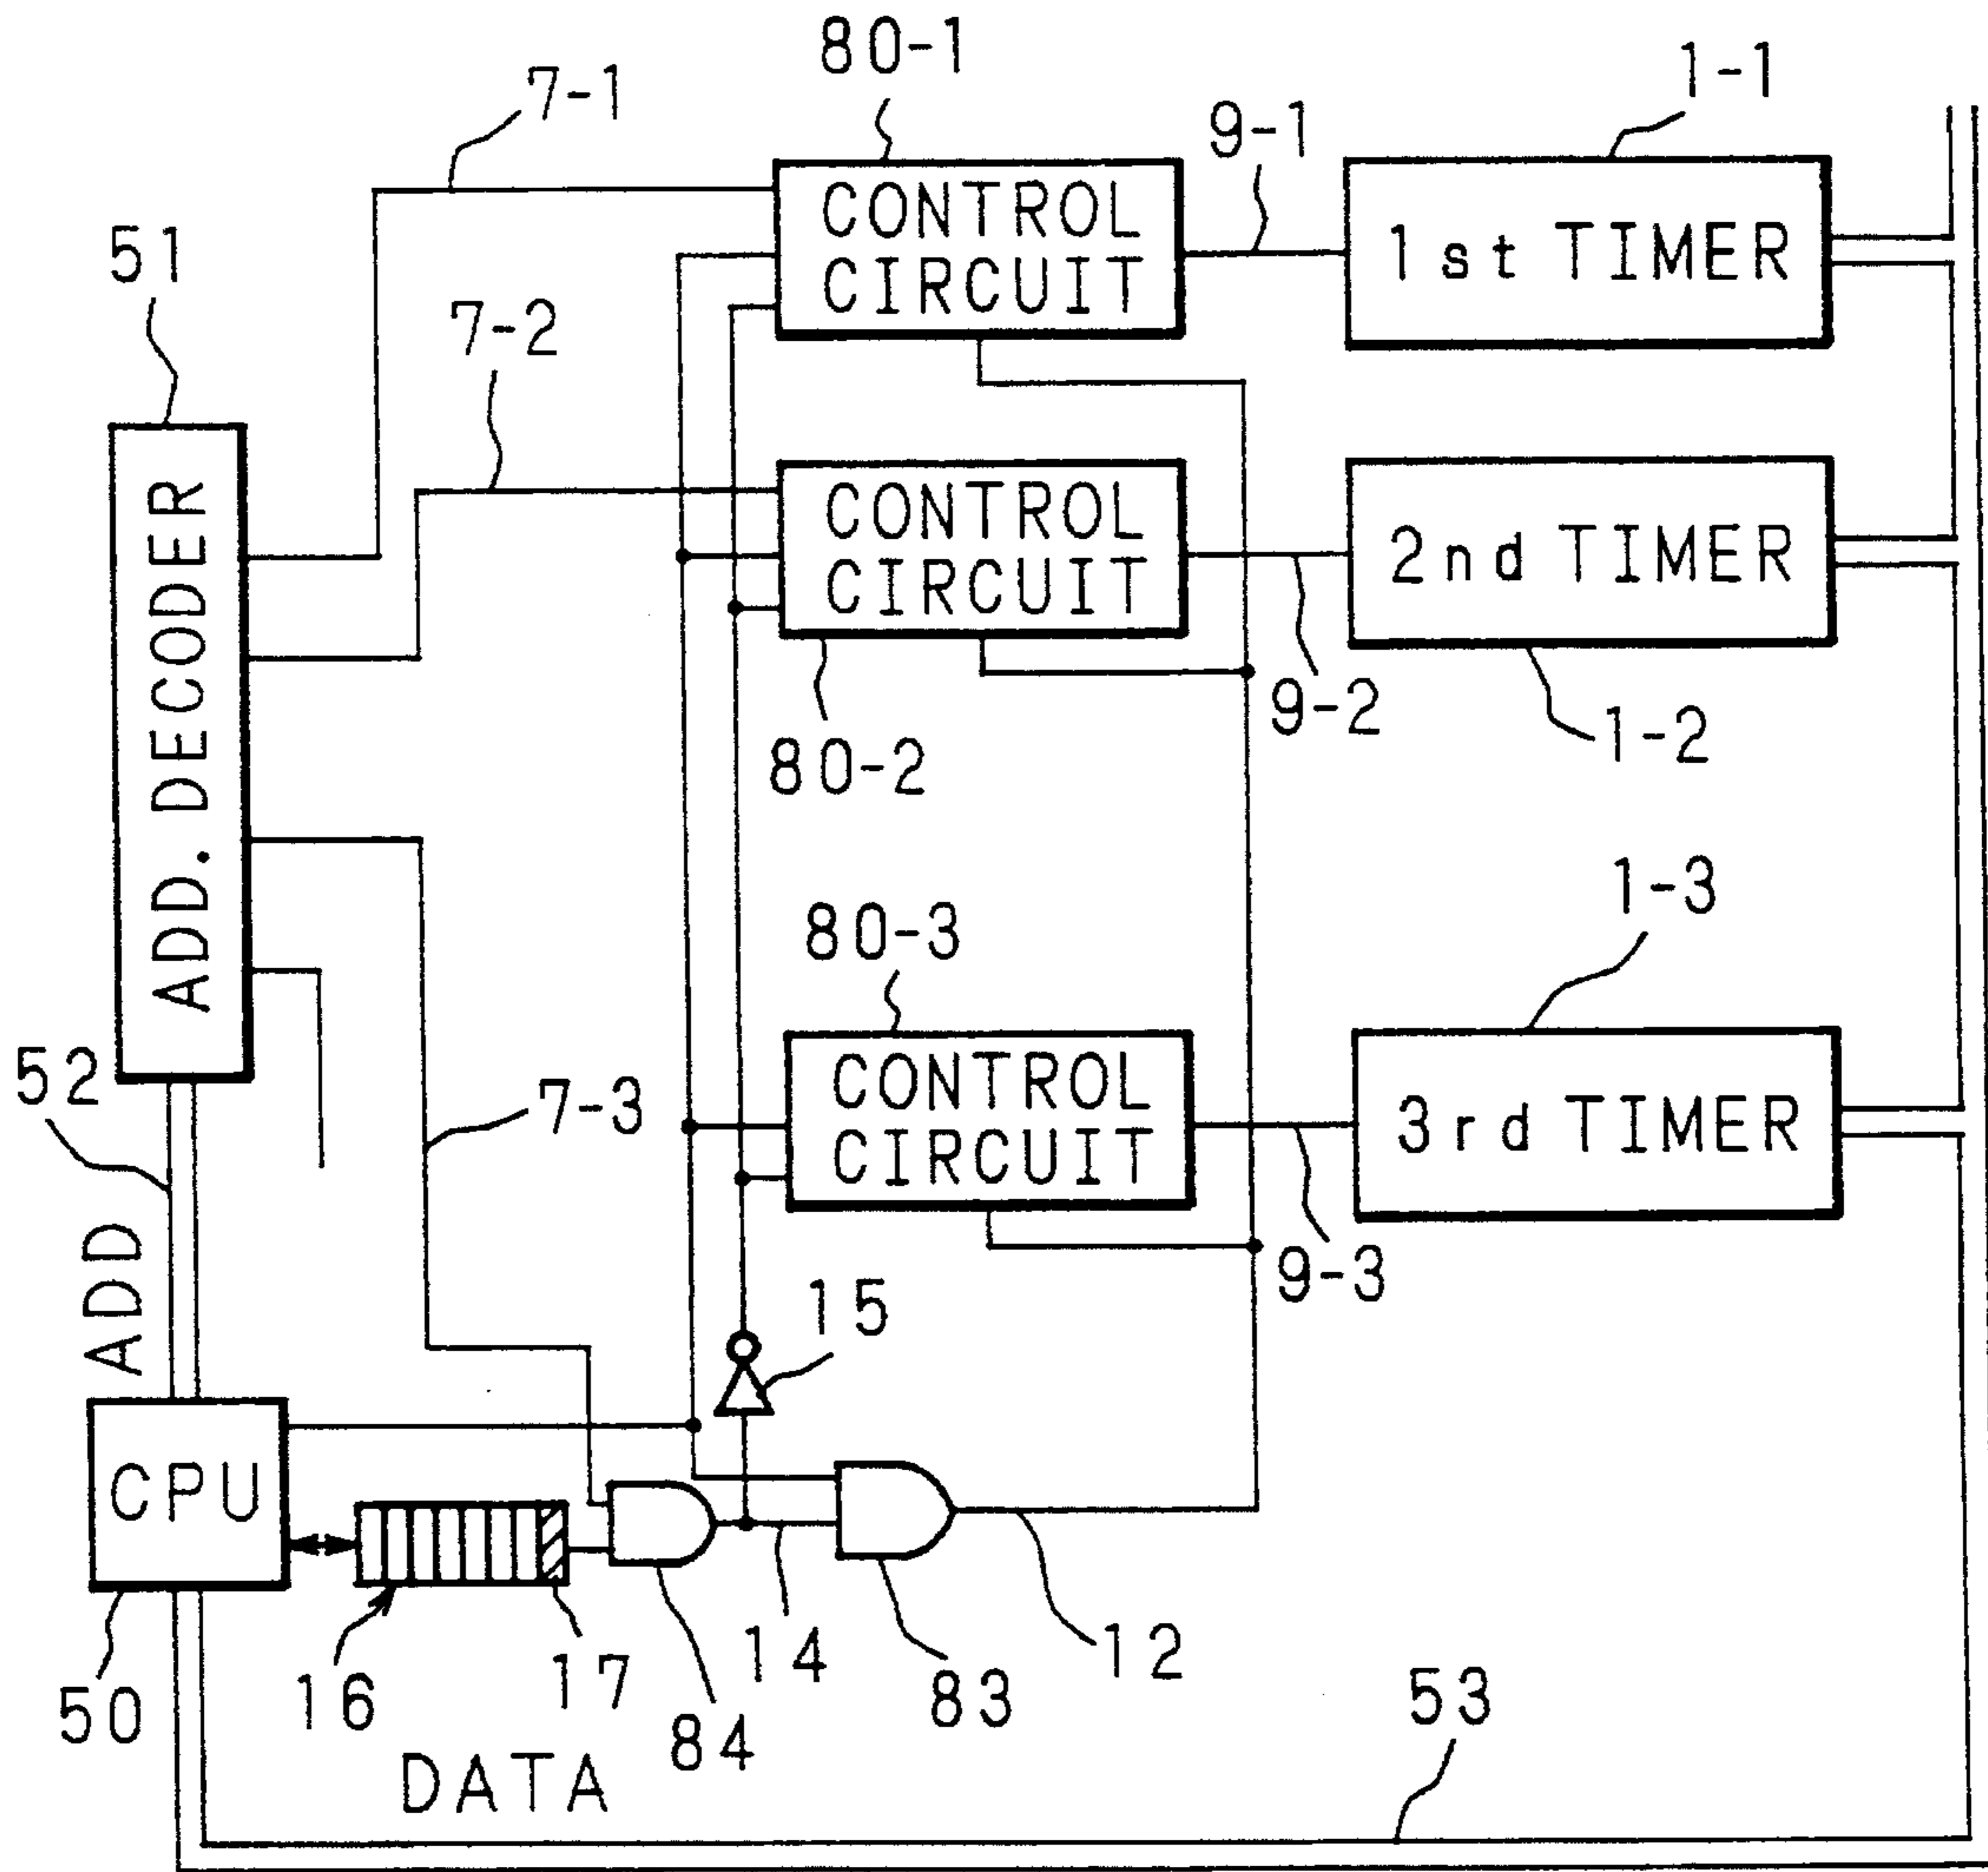 80-1
1-1
7-1
9-1
CONTROL
CIRCUIT
1st TIMER
51
7-2
CONTROL
CIRCUIT
2nd TIMER
ADD. DECODER
9-2
1-2
80-2
1-3
80-3
CONTROL
CIRCUIT
3rd TIMER
52
7-3
ADD
9-3
15
CPU
50
16
17
84
14
83
12
53
DATA